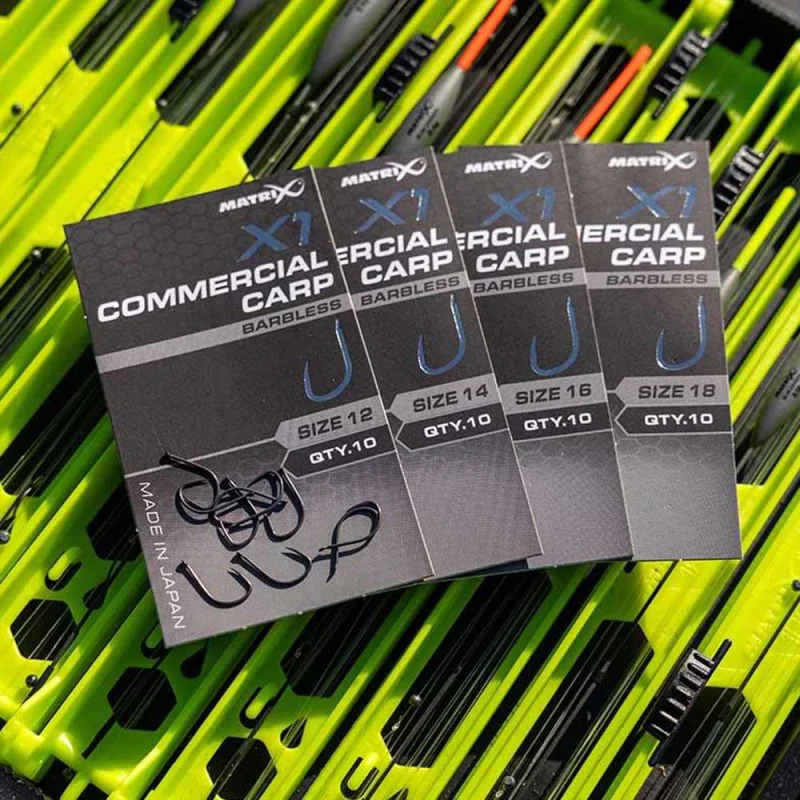 MATRIX
X1
COMMERCIAL
CARP
BARBLESS
SIZE 12
QTY.10
MADE IN JAPAN
MATRIX
X1
ERCIAL
CARP
BARBLESS
SIZE 14
QTY.10
MATRIX
X1
ERCIAL
CARP
BARBLESS
SIZE 16
QTY.10
MATRIX
X1
ERCIAL
CARP
BARBLESS
SIZE 18
QTY.10